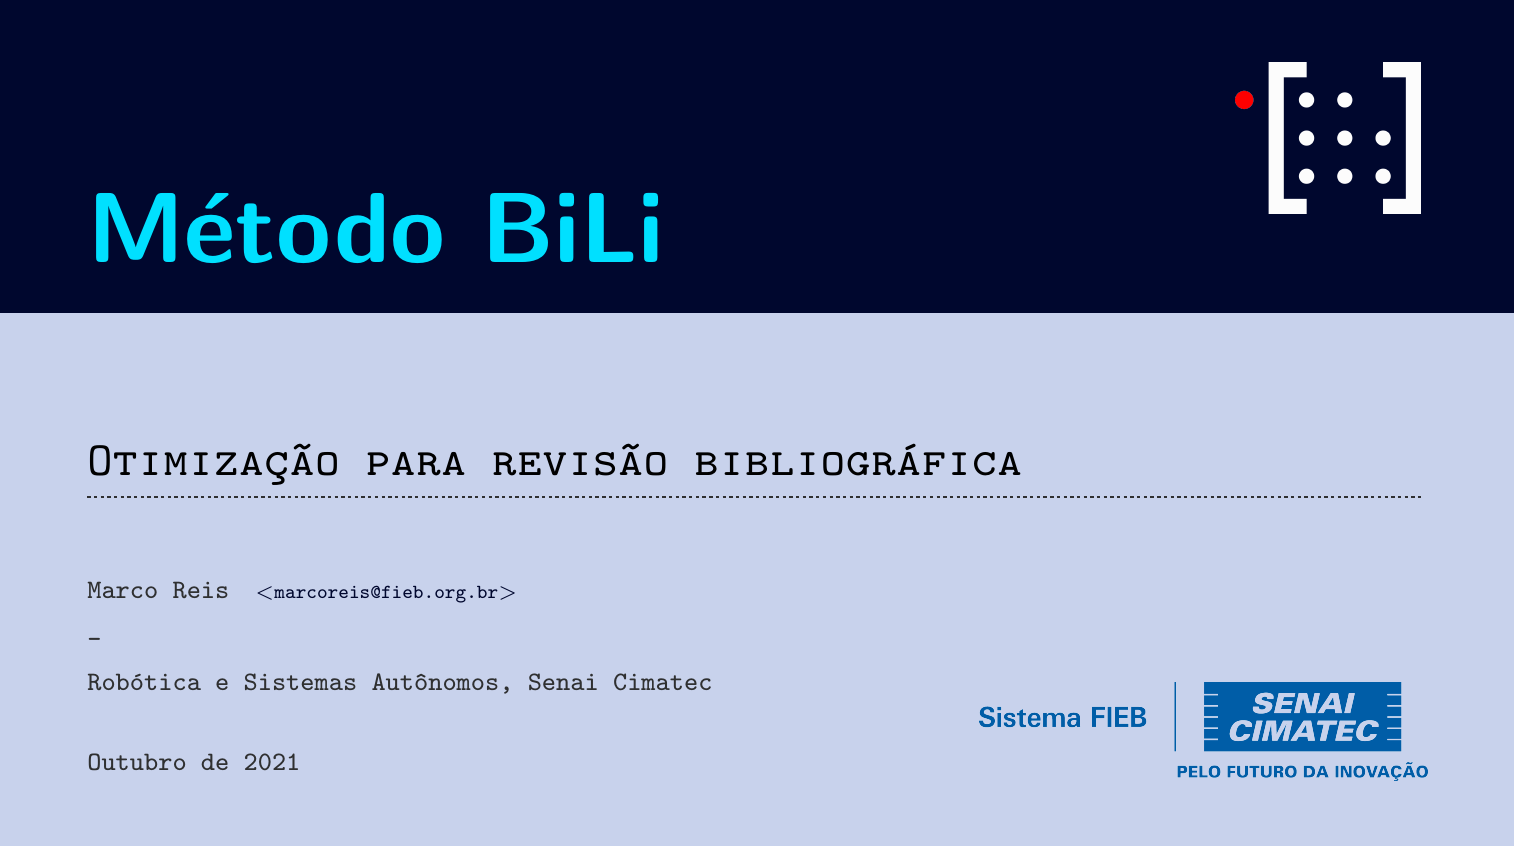 Método BiLi
Otimização para revisão bibliográfica
Marco Reis <marcoreis@fieb.org.br>
–
Robótica e Sistemas Autônomos, Senai Cimatec
Outubro de 2021
Sistema FIEB
SENAI
CIMATEC
PELO FUTURO DA INOVAÇÃO